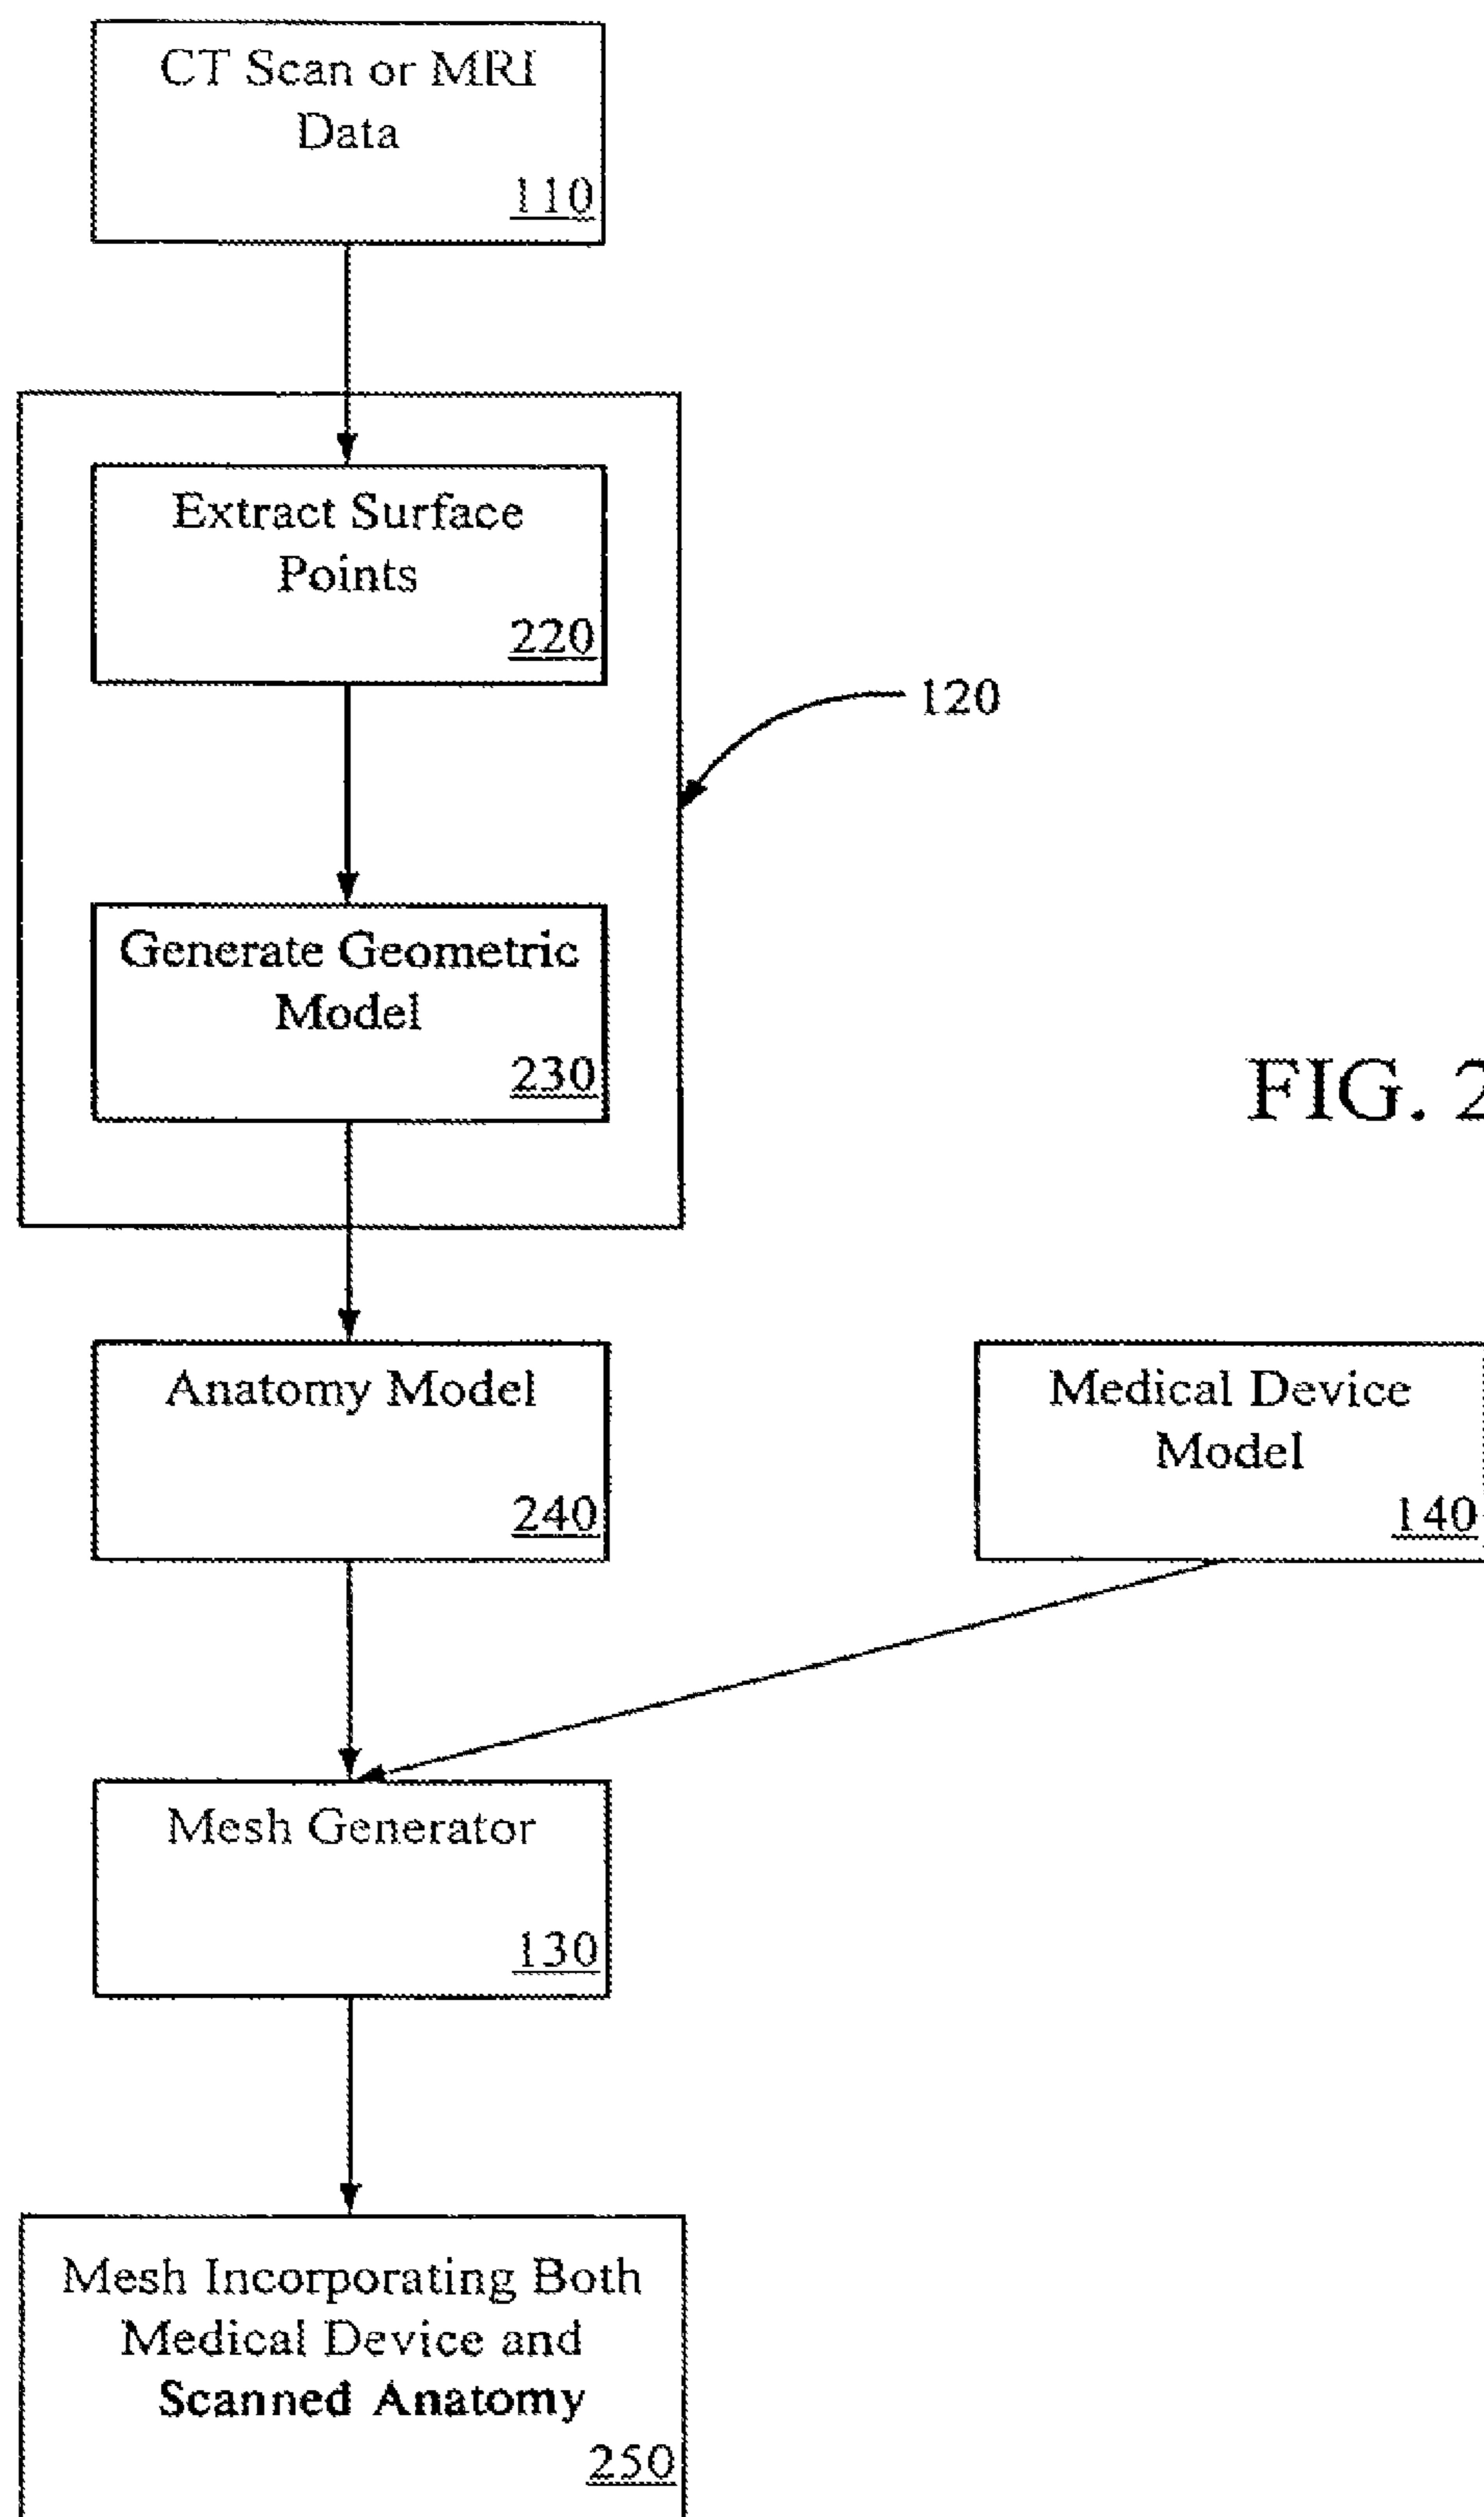 CT Scan or MRI
Data
110
Extract Surface
Points
220
120
Generate Geometric
Model
230
FIG. 2
Anatomy Model
240
Medical Device
Model
140
Mesh Generator
130
Mesh Incorporating Both
Medical Device and
Scanned Anatomy
250